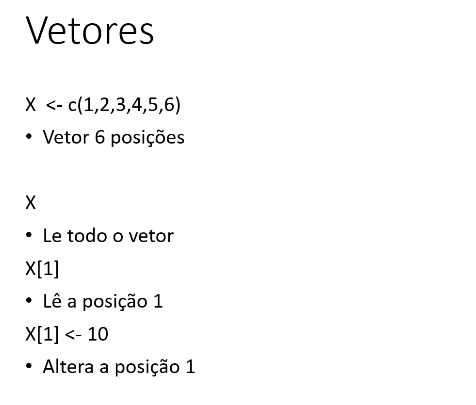 Vetores
X <- c(1,2,3,4,5,6)
• Vetor 6 posições
X
• Le todo o vetor
X[1]
• Lê a posição 1
X[1] <- 10
• Altera a posição 1